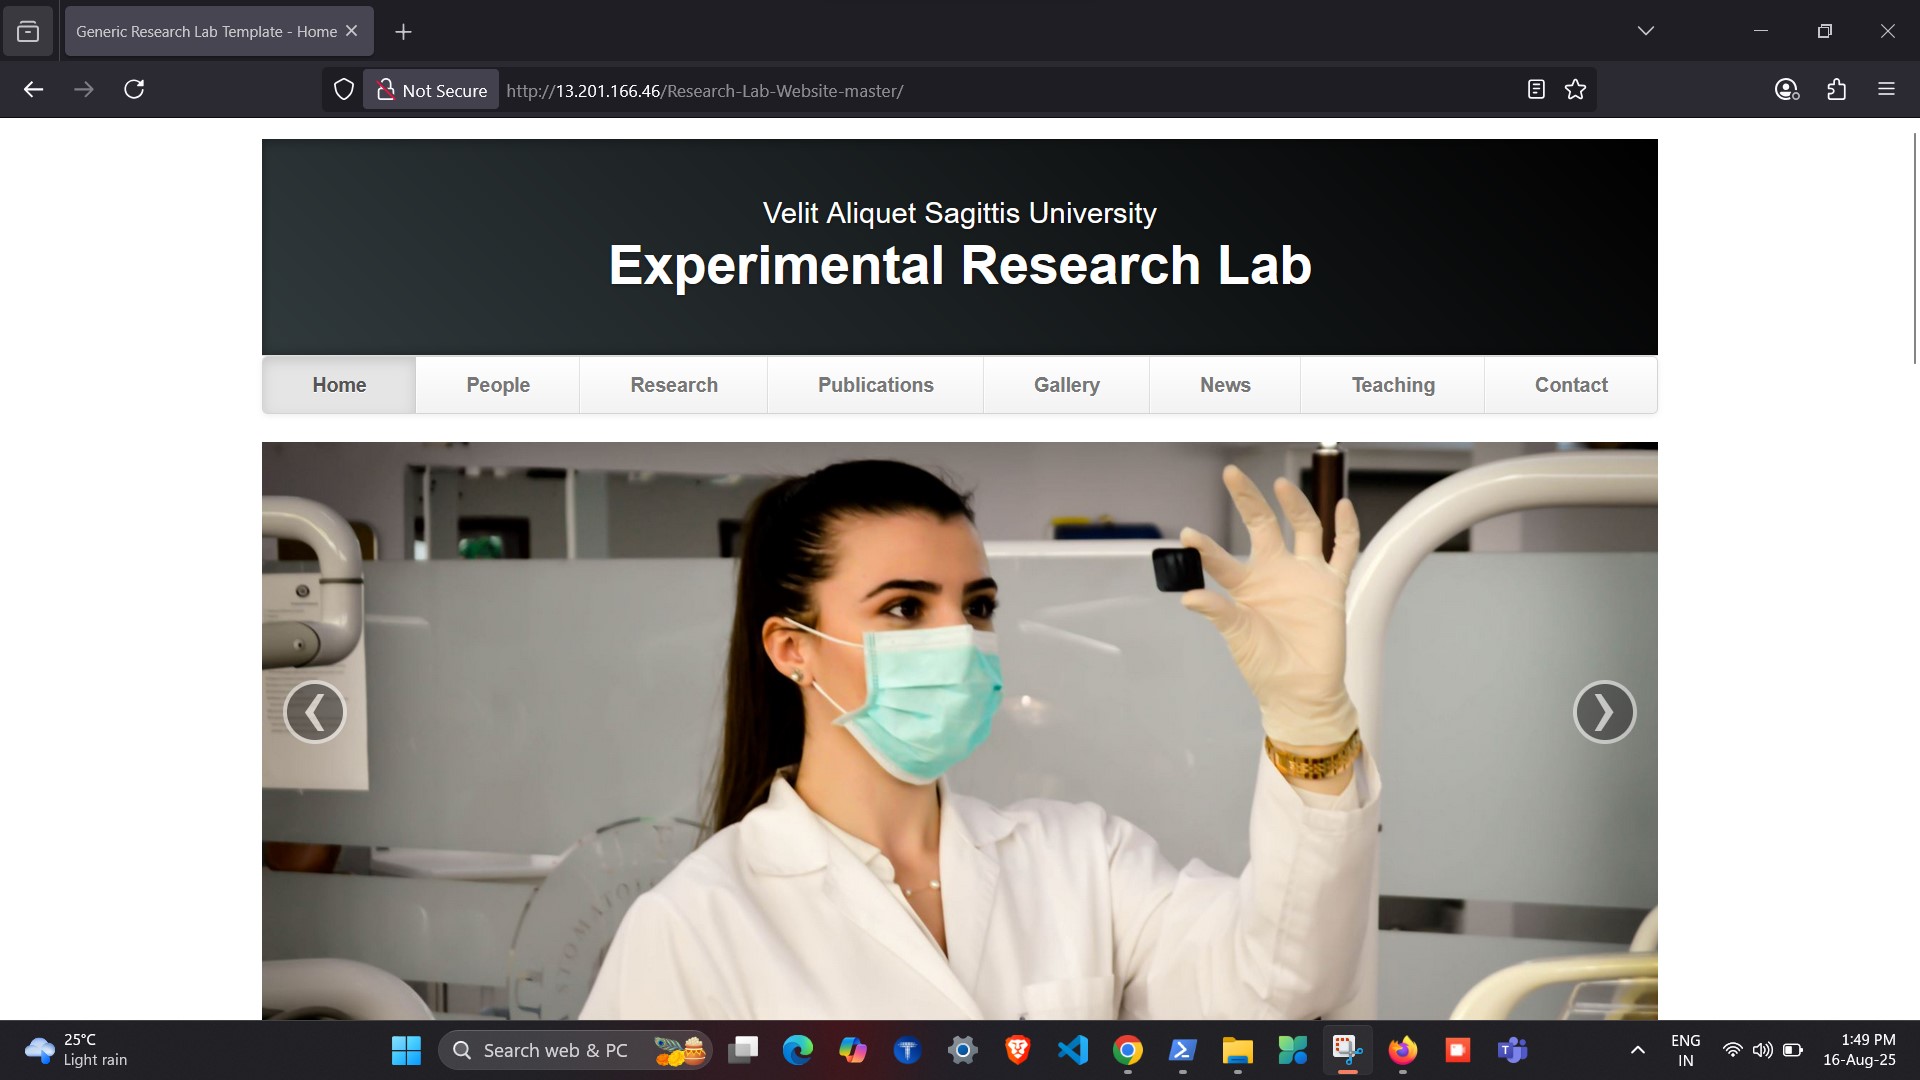 Generic Research Lab Template - Home
Not Secure
http://13.201.166.46/Research-Lab-Website-master/
Velit Aliquet Sagittis University
Experimental Research Lab
Home People Research Publications Gallery News Teaching Contact
25°C
Light rain
Search web & PC
ENG
IN
1:49 PM
16-Aug-25